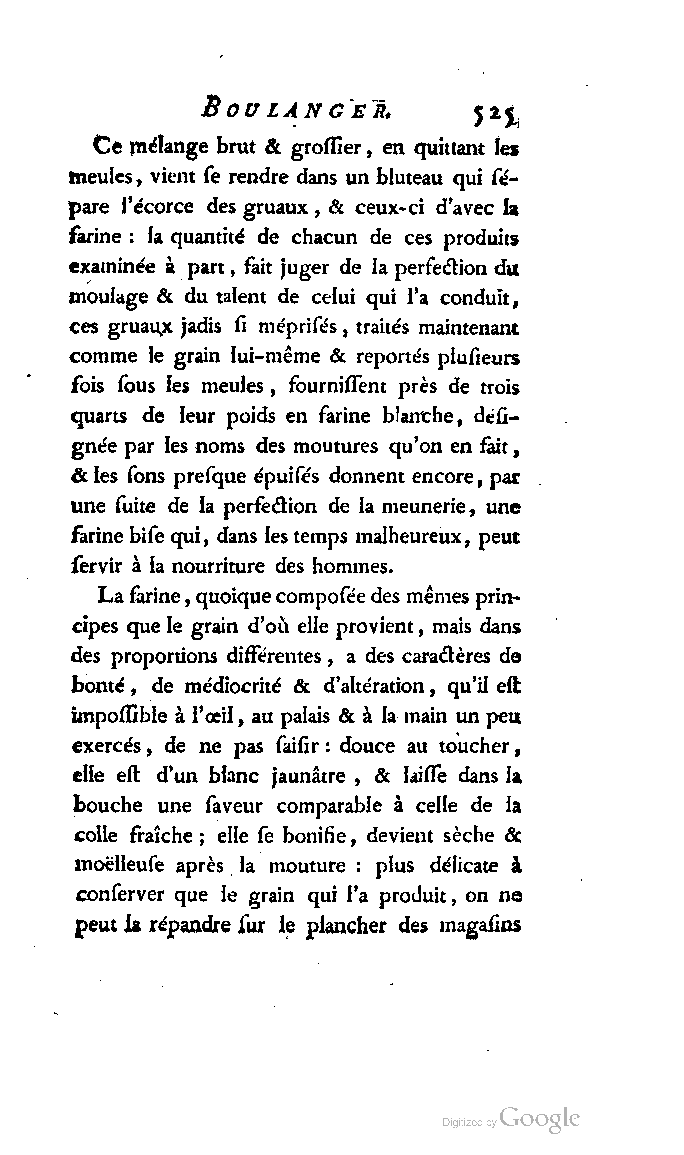 BOULANGER. 525
Ce mélange brut & groſſier, en quittant les
meules, vient ſe rendre dans un bluteau qui ſé-
pare l'écorce des gruaux, & ceux-ci d'avec la
farine : la quantité de chacun de ces produits
examinée à part, fait juger de la perfection du
moulage & du talent de celui qui l'a conduit,
ces gruaux jadis ſi mépriſés, traités maintenant
comme le grain lui-même & reportés pluſieurs
fois ſous les meules, fourniſſent près de trois
quarts de leur poids en farine blanche, déſi-
gnée par les noms des moutures qu'on en fait,
& les ſons preſque épuiſés donnent encore, par
une ſuite de la perfection de la meunerie, une
farine biſe qui, dans les temps malheureux, peut
ſervir à la nourriture des hommes.
La farine, quoique compoſée des mêmes prin-
cipes que le grain d'où elle provient, mais dans
des proportions différentes, a des caractères de
bonté, de médiocrité & d'altération, qu'il eſt
impoſſible à l'œil, au palais & à la main un peu
exercés, de ne pas ſaiſir : douce au toucher,
elle eſt d'un blanc jaunâtre, & laiſſe dans la
bouche une ſaveur comparable à celle de la
colle fraîche ; elle ſe bonifie, devient sèche &
moëlleuſe après la mouture : plus délicate à
conſerver que le grain qui l'a produit, on ne
peut la répandre ſur le plancher des magaſins
Digitized by Google